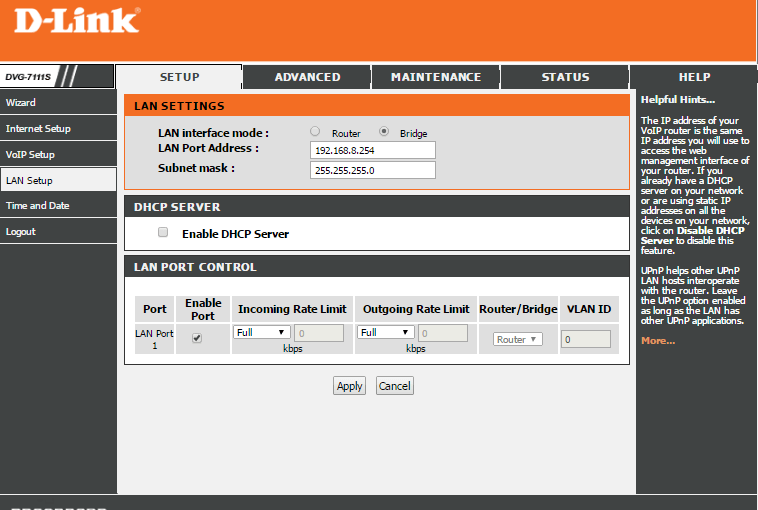 D-Link
DVG-7111S
SETUP
ADVANCED
MAINTENANCE
STATUS
HELP
Wizard
Internet Setup
VoIP Setup
LAN Setup
Time and Date
Logout
LAN SETTINGS
LAN interface mode : Router Bridge
LAN Port Address : 192.168.8.254
Subnet mask : 255.255.255.0
DHCP SERVER
Enable DHCP Server
LAN PORT CONTROL
Port Enable Port Incoming Rate Limit Outgoing Rate Limit Router/Bridge VLAN ID
LAN Port 1 Full 0 kbps Full 0 kbps Router 0
Apply Cancel
Helpful Hints...
The IP address of your
VoIP router is the same
IP address you will use to
access the web
management interface of
your router. If you
already have a DHCP
server on your network
or are using static IP
addresses on all the
devices on your network,
click on Disable DHCP
Server to disable this
feature.
UPnP helps other UPnP
LAN hosts interoperate
with the router. Leave
the UPnP option enabled
as long as the LAN has
other UPnP applications.
More...